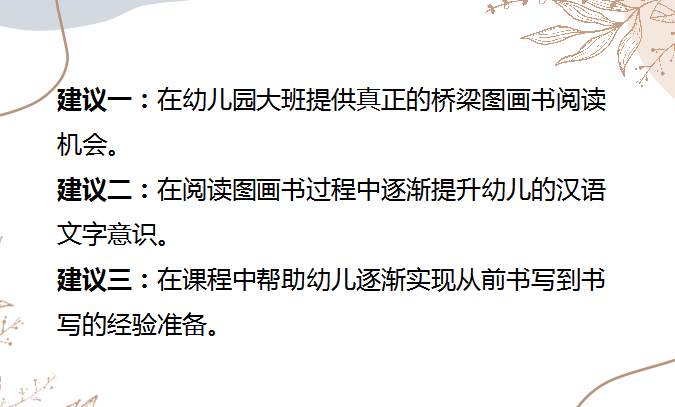 建议一：在幼儿园大班提供真正的桥梁图画书阅读
机会。
建议二：在阅读图画书过程中逐渐提升幼儿的汉语
文字意识。
建议三：在课程中帮助幼儿逐渐实现从前书写到书
写的经验准备。